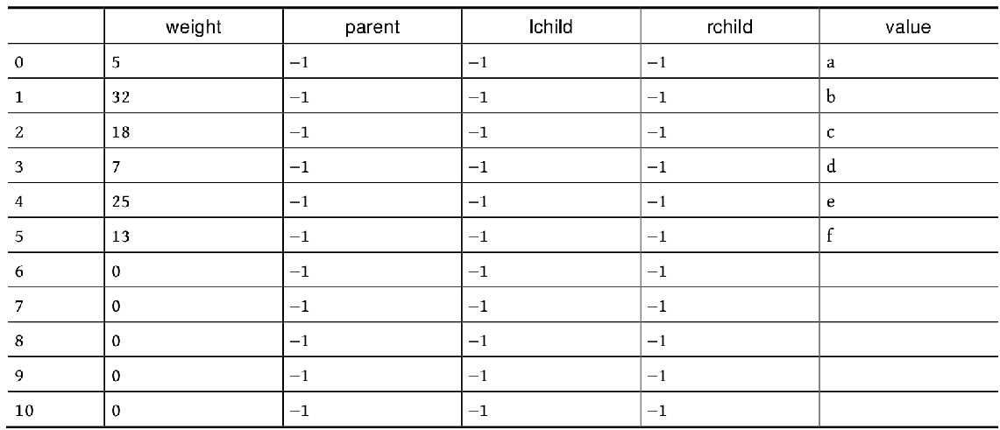 weight parent lchild rchild value
0 5 −1 −1 −1 a
1 32 −1 −1 −1 b
2 18 −1 −1 −1 c
3 7 −1 −1 −1 d
4 25 −1 −1 −1 e
5 13 −1 −1 −1 f
6 0 −1 −1 −1
7 0 −1 −1 −1
8 0 −1 −1 −1
9 0 −1 −1 −1
10 0 −1 −1 −1